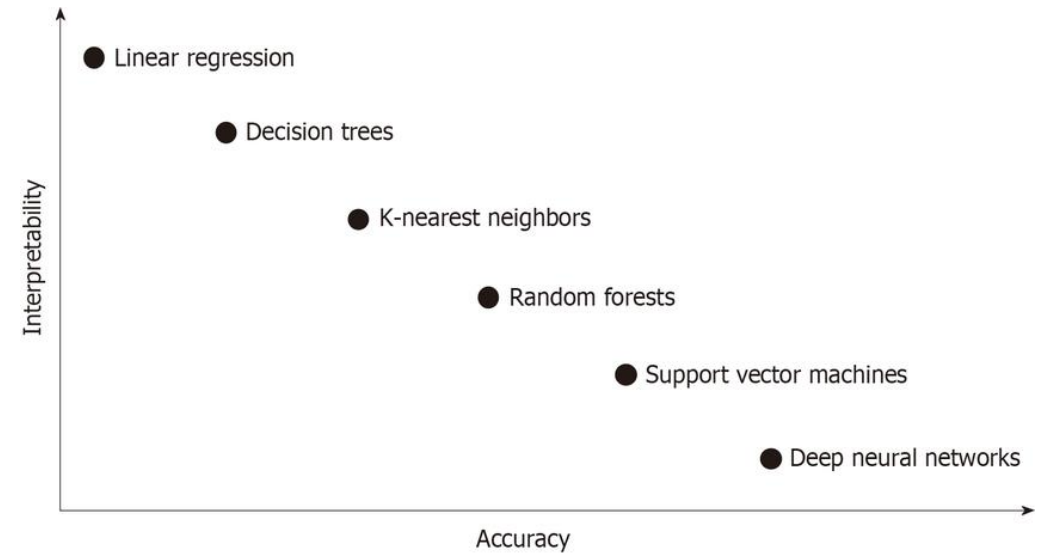 Linear regression
Decision trees
K-nearest neighbors
Random forests
Support vector machines
Deep neural networks
Interpretability
Accuracy